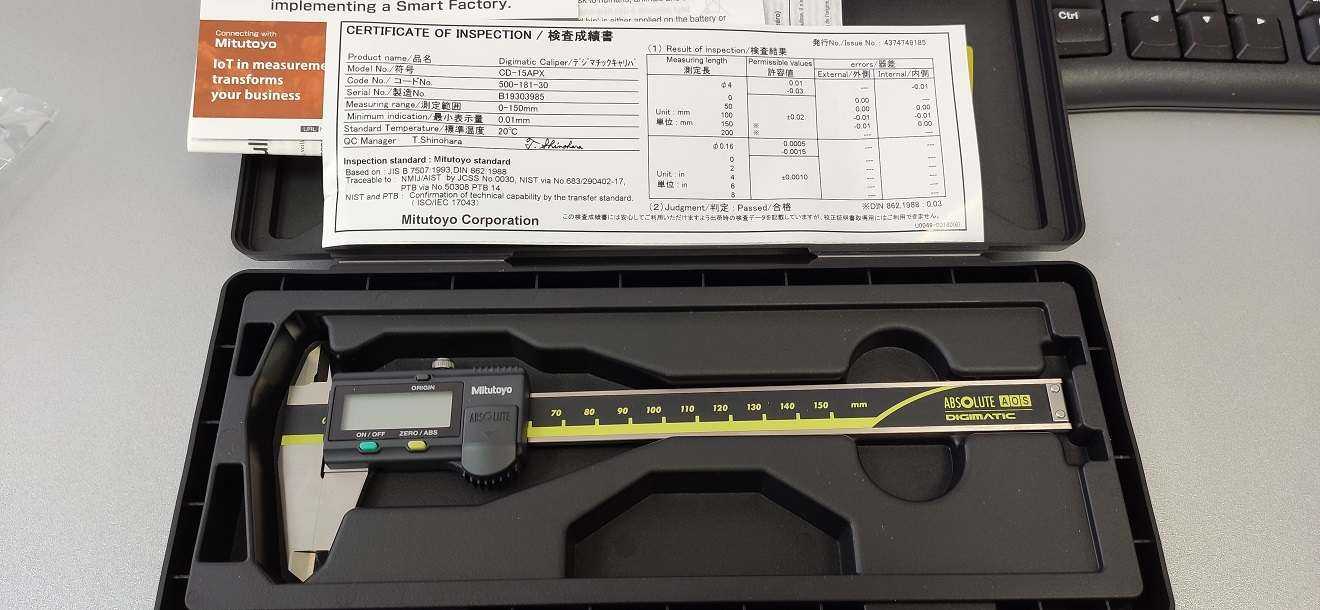 implementing a Smart Factory.
Connecting with
Mitutoyo
IoT in measureme
transforms
your business
CERTIFICATE OF INSPECTION / 検査成績書
発行No./Issue No.: 4374748185
Product name/品名 Digimatic Caliper/デジマチックキャリパ
Model No./符号 CD-15APX
Code No./コードNo. 500-181-30
Serial No./製造No. B19303985
Measuring range/測定範囲 0-150mm
Minimum indication/最小表示量 0.01mm
Standard Temperature/標準温度 20℃
QC Manager T.Shinohara T. Shinohara
Inspection standard : Mitutoyo standard
Based on : JIS B 7507:1993,DIN 862:1988
Traceable to : NMIJ/AIST by JCSS No.0030, NIST via No 683/290402-17,
PTB via No.50308 PTB 14
NIST and PTB : Confirmation of technical capability by the transfer standard.
( ISO/IEC 17043)
Mitutoyo Corporation
(1) Result of inspection/検査結果
Measuring length 測定長 Permissible Values 許容値 errors/器差
External/外側 Internal/内側
φ4 0.01 -0.03 --- -0.01
Unit : mm
単位 : mm
0 0.00 ---
50 0.00 0.00
100 ±0.02 -0.01 -0.01
150 ※ -0.01 0.00
200 ※ --- ---
φ0.16 0.0005 -0.0015 --- ---
Unit : in
単位 : in
0 --- ---
2 --- ---
4 ±0.0010 --- ---
6 --- ---
8 --- ---
(2)Judgment/判定 : Passed/合格 ※DIN 862.1988 : 0.03
Ctrl
ORIGIN
Mitutoyo
ABSOLUTE
ON / OFF ZERO / ABS
70 80 90 100 110 120 130 140 150 mm
ABSOLUTE AOS
DIGIMATIC